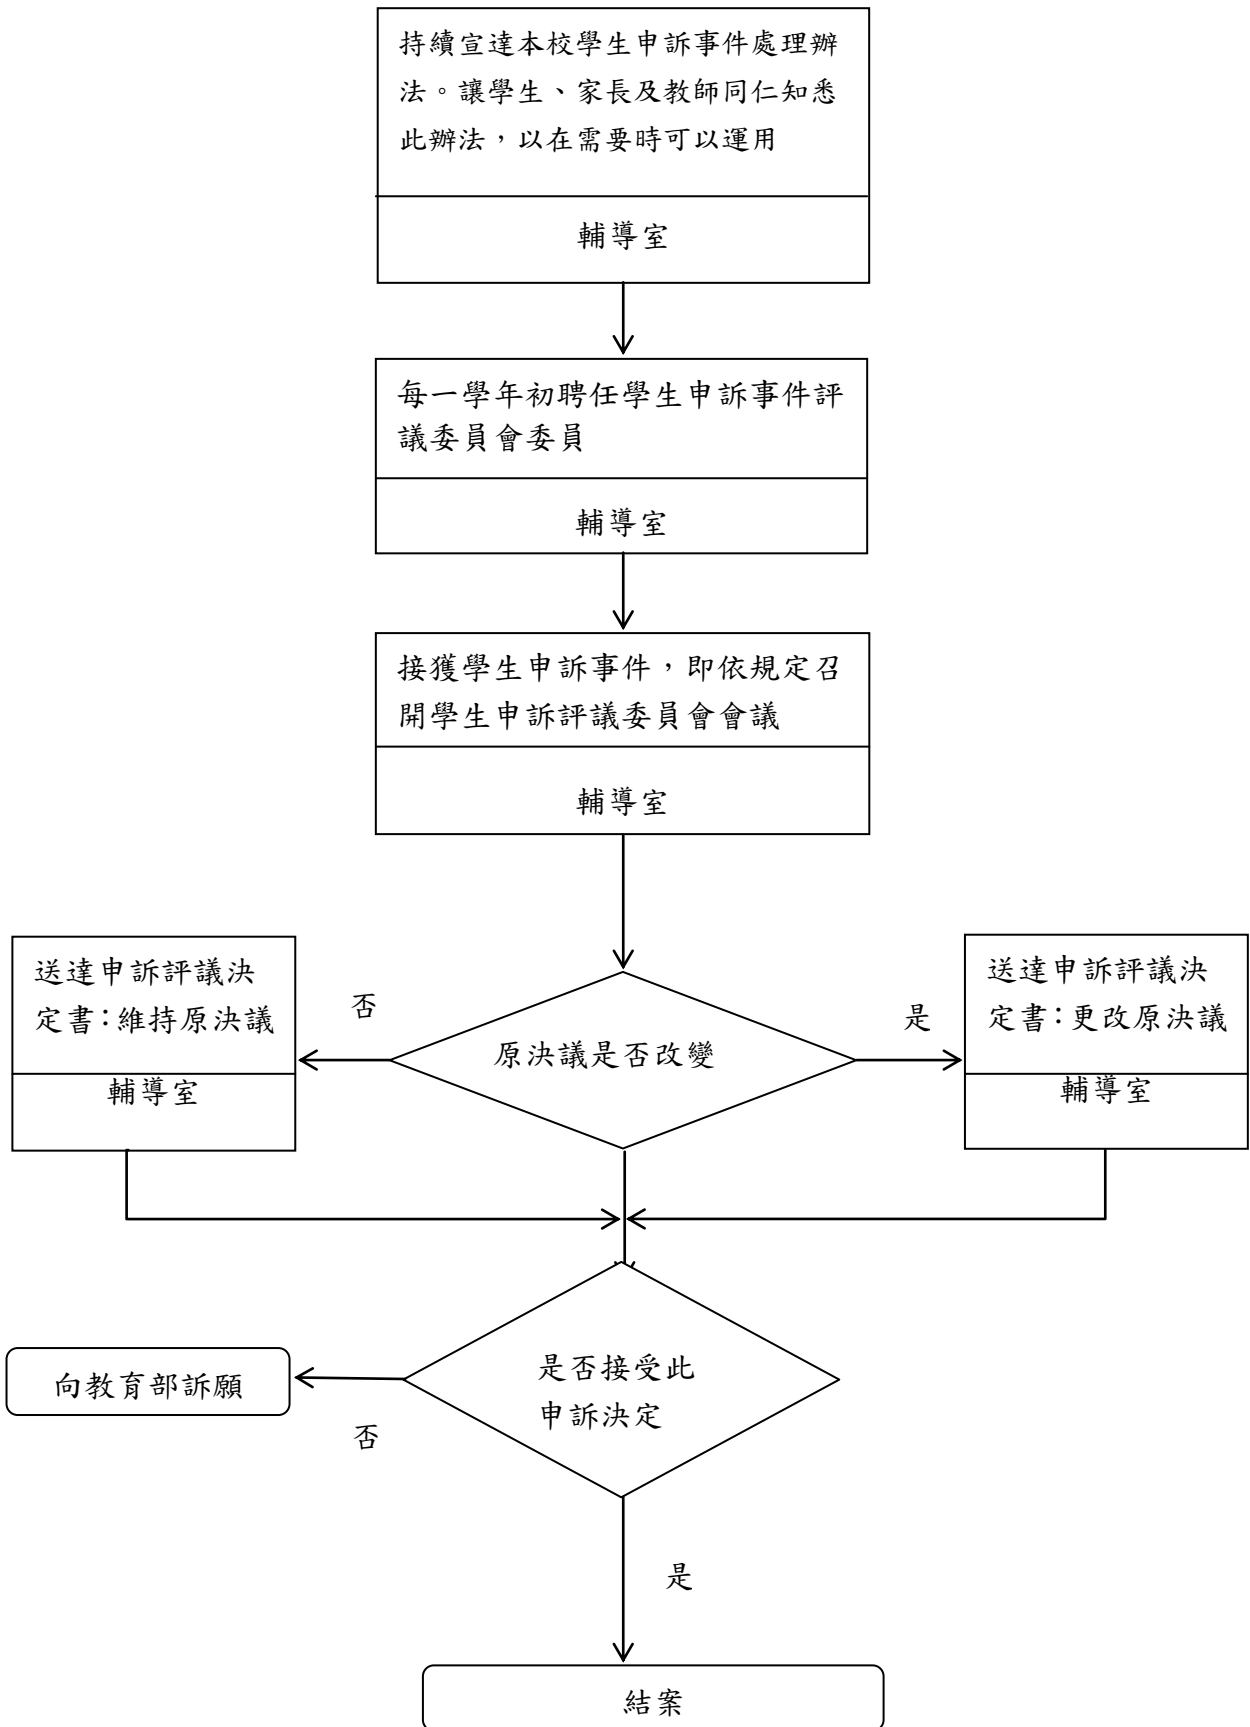 持續宣達本校學生申訴事件處理辦
法。讓學生、家長及教師同仁知悉
此辦法，以在需要時可以運用
輔導室
每一學年初聘任學生申訴事件評
議委員會委員
輔導室
接獲學生申訴事件，即依規定召
開學生申訴評議委員會會議
輔導室
送達申訴評議決
定書：維持原決議
輔導室
否
原決議是否改變
是
送達申訴評議決
定書：更改原決議
輔導室
向教育部訴願
否
是否接受此
申訴決定
是
結案